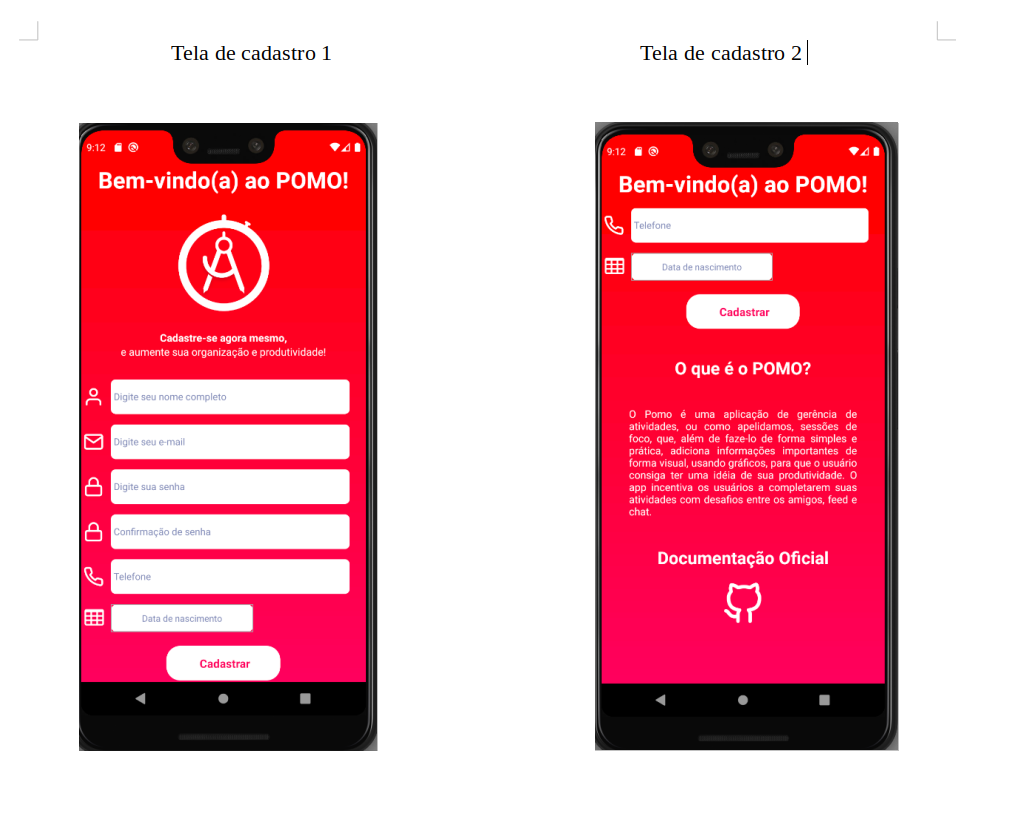 Tela de cadastro 1
Tela de cadastro 2
9:12
Bem-vindo(a) ao POMO!
Cadastre-se agora mesmo,
e aumente sua organização e produtividade!
Digite seu nome completo
Digite seu e-mail
Digite sua senha
Confirmação de senha
Telefone
Data de nascimento
Cadastrar
9:12
Bem-vindo(a) ao POMO!
Telefone
Data de nascimento
Cadastrar
O que é o POMO?
O Pomo é uma aplicação de gerência de
atividades, ou como apelidamos, sessões de
foco, que, além de faze-lo de forma simples e
prática, adiciona informações importantes de
forma visual, usando gráficos, para que o usuário
consiga ter uma idéia de sua produtividade. O
app incentiva os usuários a completarem suas
atividades com desafios entre os amigos, feed e
chat.
Documentação Oficial